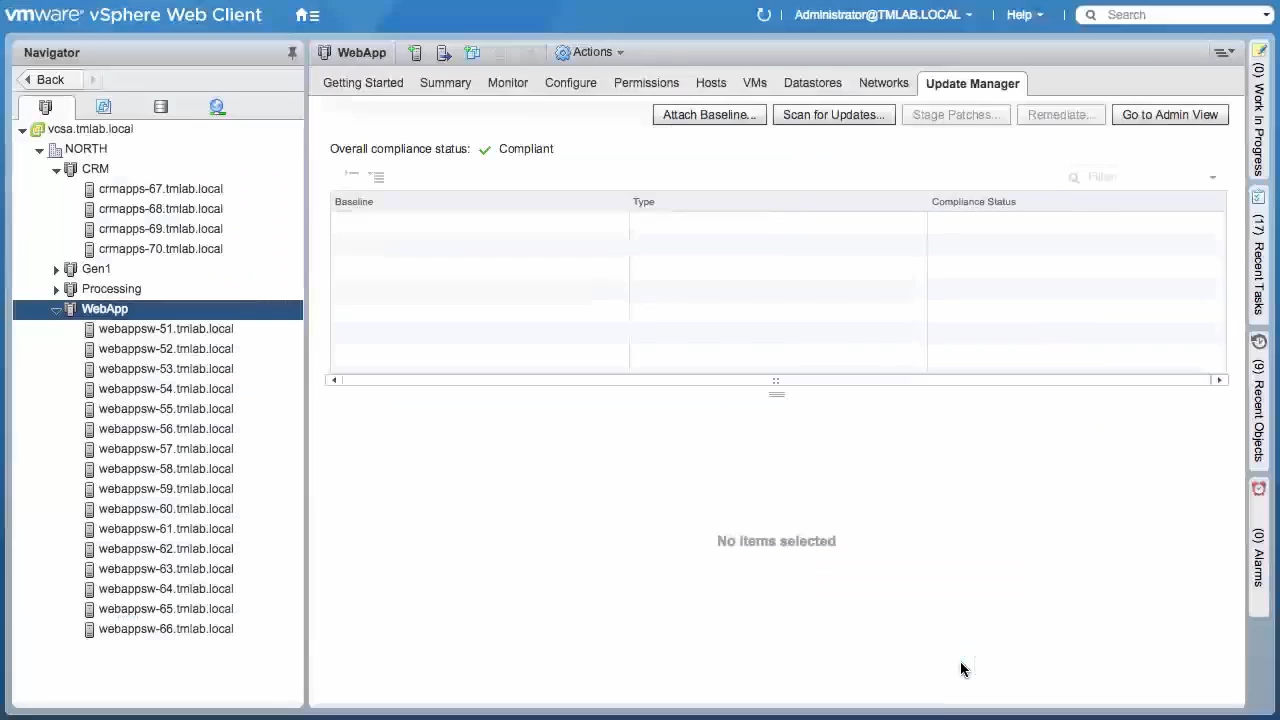 vmware® vSphere Web Client
Administrator@TMLAB.LOCAL
Help
Search
Navigator
Back
vcsa.tmlab.local
NORTH
CRM
crmapps-67.tmlab.local
crmapps-68.tmlab.local
crmapps-69.tmlab.local
crmapps-70.tmlab.local
Gen1
Processing
WebApp
webappsw-51.tmlab.local
webappsw-52.tmlab.local
webappsw-53.tmlab.local
webappsw-54.tmlab.local
webappsw-55.tmlab.local
webappsw-56.tmlab.local
webappsw-57.tmlab.local
webappsw-58.tmlab.local
webappsw-59.tmlab.local
webappsw-60.tmlab.local
webappsw-61.tmlab.local
webappsw-62.tmlab.local
webappsw-63.tmlab.local
webappsw-64.tmlab.local
webappsw-65.tmlab.local
webappsw-66.tmlab.local
WebApp Actions
Getting Started Summary Monitor Configure Permissions Hosts VMs Datastores Networks Update Manager
Attach Baseline... Scan for Updates... Stage Patches... Remediate... Go to Admin View
Overall compliance status: Compliant
Filter
Baseline Type Compliance Status
No items selected
(0) Work In Progress
(17) Recent Tasks
(9) Recent Objects
(0) Alarms